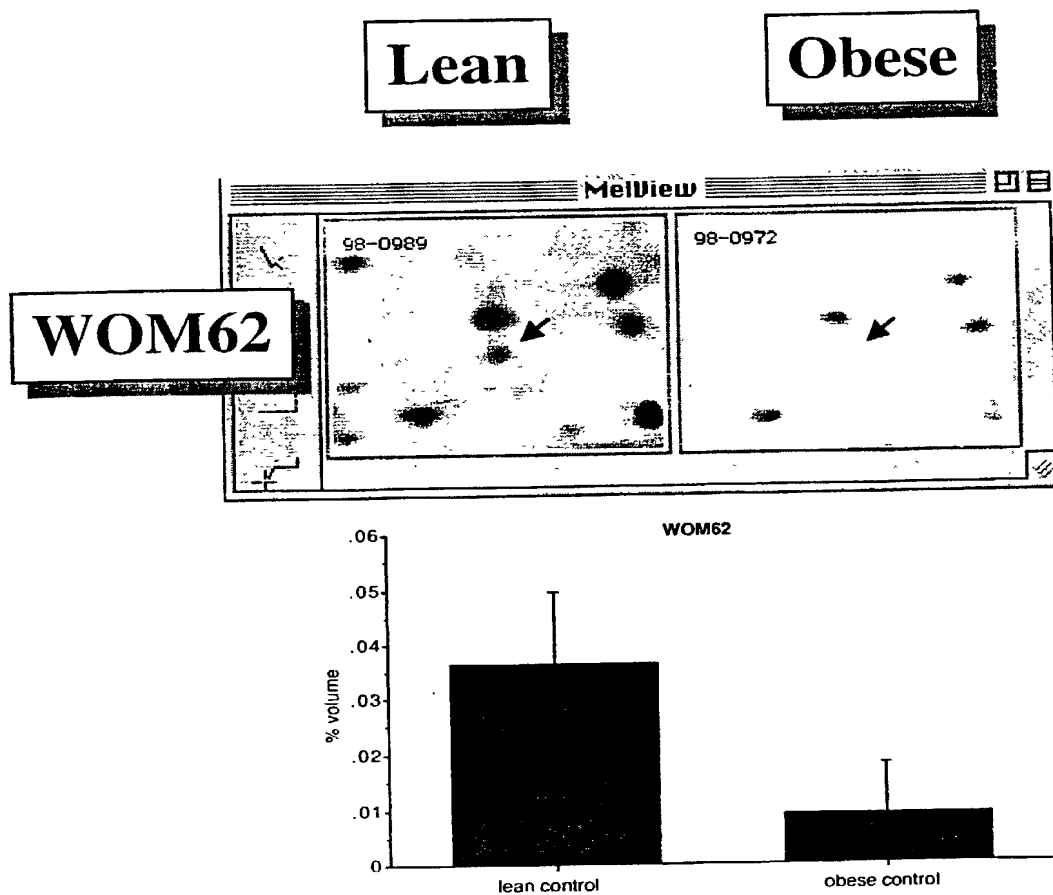 Lean
Obese
MelView
98-0989
98-0972
WOM62
WOM62
.06
.05
.04
.03
.02
.01
0
% volume
lean control
obese control